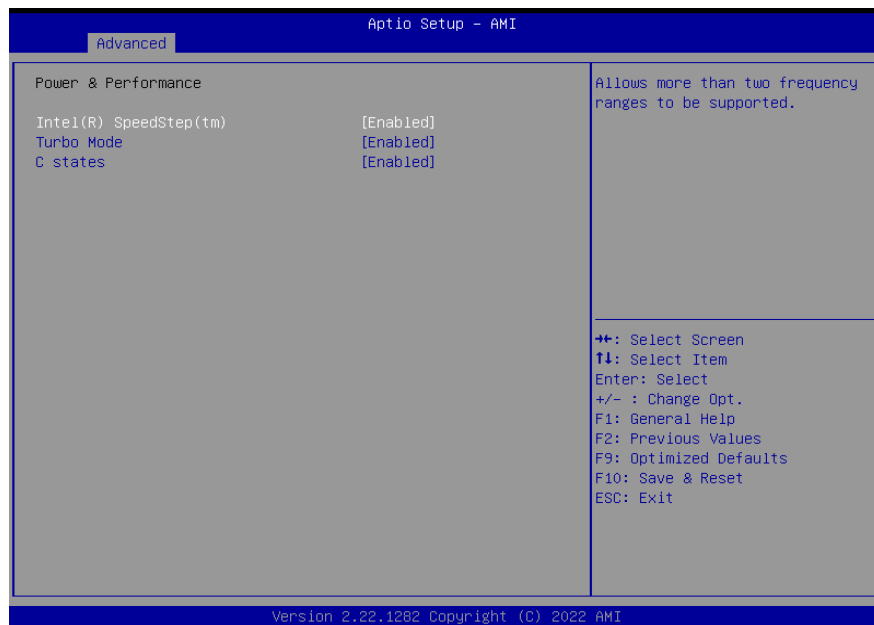 Aptio Setup – AMI
Advanced
Power & Performance
Intel(R) SpeedStep(tm) [Enabled]
Turbo Mode [Enabled]
C states [Enabled]
Allows more than two frequency
ranges to be supported.
→←: Select Screen
↑↓: Select Item
Enter: Select
+/- : Change Opt.
F1: General Help
F2: Previous Values
F9: Optimized Defaults
F10: Save & Reset
ESC: Exit
Version 2.22.1282 Copyright (C) 2022 AMI